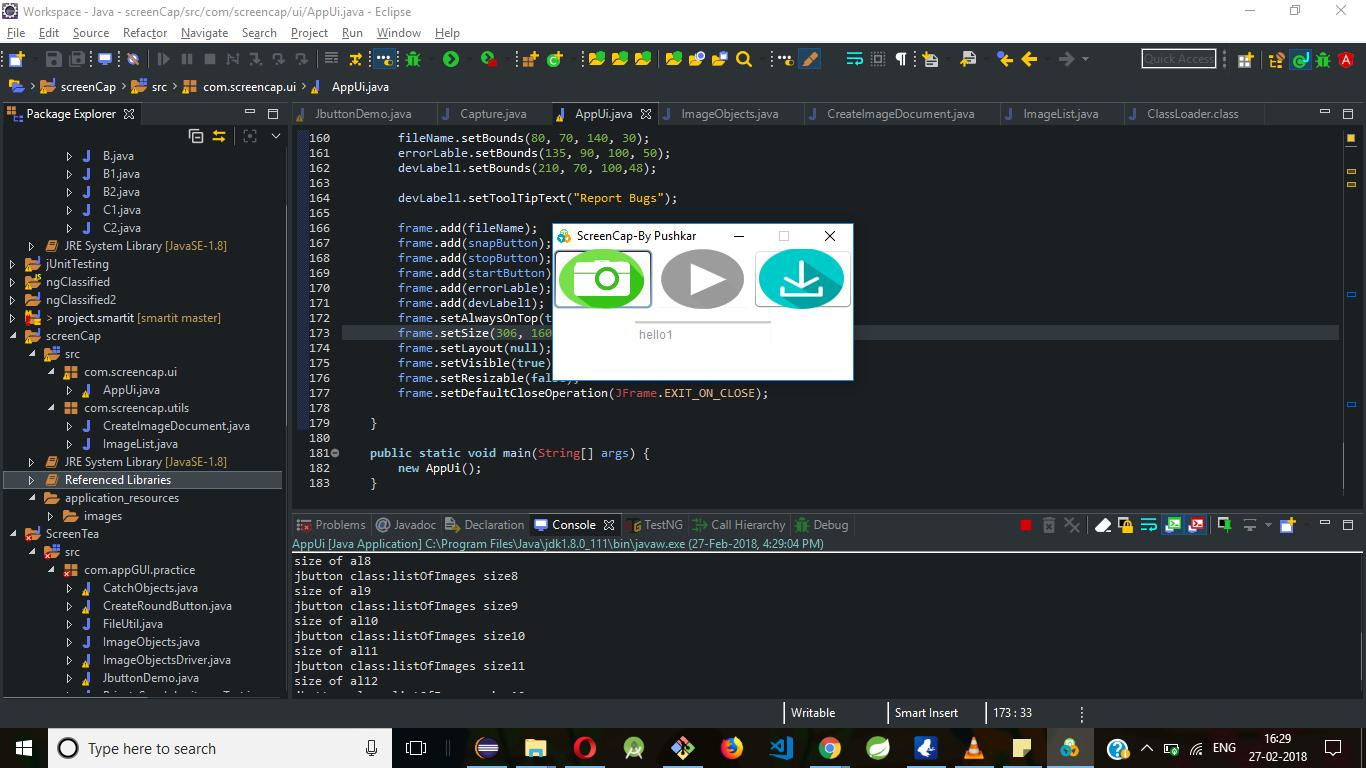 Workspace - Java - screenCap/src/com/screencap/ui/AppUi.java - Eclipse
File Edit Source Refactor Navigate Search Project Run Window Help
Quick Access
screenCap src com.screencap.ui AppUi.java
Package Explorer
B.java
B1.java
B2.java
C1.java
C2.java
JRE System Library [JavaSE-1.8]
jUnitTesting
ngClassified
ngClassified2
> project.smartit [smartit master]
screenCap
src
com.screencap.ui
AppUi.java
com.screencap.utils
CreateImageDocument.java
ImageList.java
JRE System Library [JavaSE-1.8]
Referenced Libraries
application_resources
images
ScreenTea
src
com.appGUI.practice
CatchObjects.java
CreateRoundButton.java
FileUtil.java
ImageObjects.java
ImageObjectsDriver.java
JbuttonDemo.java
JbuttonDemo.java Capture.java AppUi.java ImageObjects.java CreateImageDocument.java ImageList.java ClassLoader.class
160 fileName.setBounds(80, 70, 140, 30);
161 errorLable.setBounds(135, 90, 100, 50);
162 devLabel1.setBounds(210, 70, 100,48);
163
164 devLabel1.setToolTipText("Report Bugs");
165
166 frame.add(fileName);
167 frame.add(snapButton);
168 frame.add(stopButton);
169 frame.add(startButton)
170 frame.add(errorLable);
171 frame.add(devLabel1);
172 frame.setAlwaysOnTop(t
173 frame.setSize(306, 160
174 frame.setLayout(null);
175 frame.setVisible(true)
176 frame.setResizable(false);
177 frame.setDefaultCloseOperation(JFrame.EXIT_ON_CLOSE);
178
179 }
180
181 public static void main(String[] args) {
182 new AppUi();
183 }
ScreenCap-By Pushkar
hello1
Problems Javadoc Declaration Console TestNG Call Hierarchy Debug
AppUi [Java Application] C:\Program Files\Java\jdk1.8.0_111\bin\javaw.exe (27-Feb-2018, 4:29:04 PM)
size of al8
jbutton class:listOfImages size8
size of al9
jbutton class:listOfImages size9
size of al10
jbutton class:listOfImages size10
size of al11
jbutton class:listOfImages size11
size of al12
Writable Smart Insert 173 : 33
Type here to search
ENG
16:29
27-02-2018